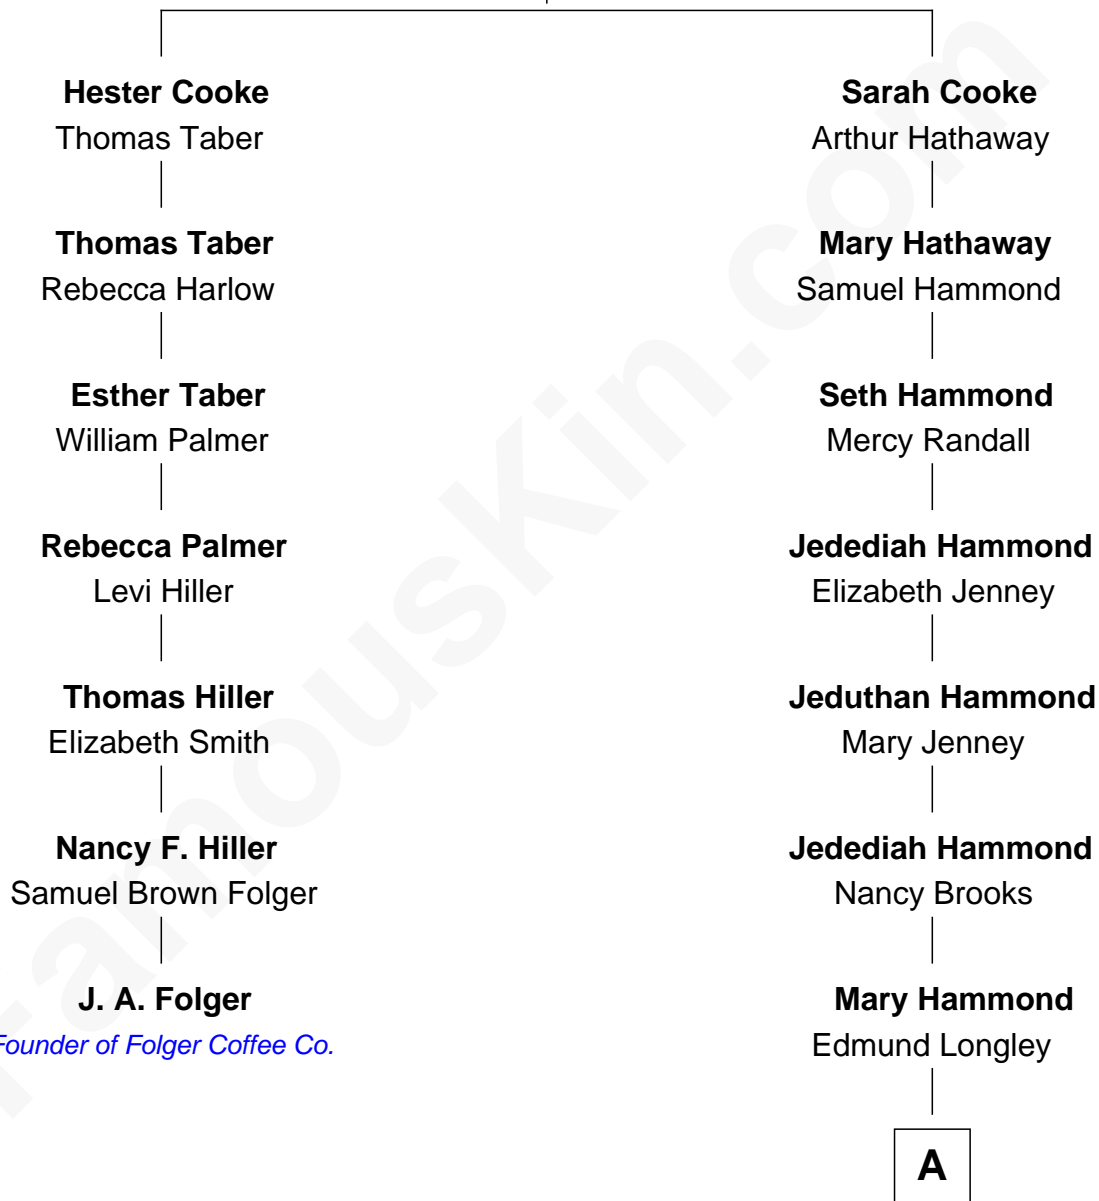 Hester Cooke
Thomas Taber
Thomas Taber
Rebecca Harlow
Esther Taber
William Palmer
Rebecca Palmer
Levi Hiller
Thomas Hiller
Elizabeth Smith
Nancy F. Hiller
Samuel Brown Folger
J. A. Folger
Founder of Folger Coffee Co.
Sarah Cooke
Arthur Hathaway
Mary Hathaway
Samuel Hammond
Seth Hammond
Mercy Randall
Jedediah Hammond
Elizabeth Jenney
Jeduthan Hammond
Mary Jenney
Jedediah Hammond
Nancy Brooks
Mary Hammond
Edmund Longley
A
FamousKin.com